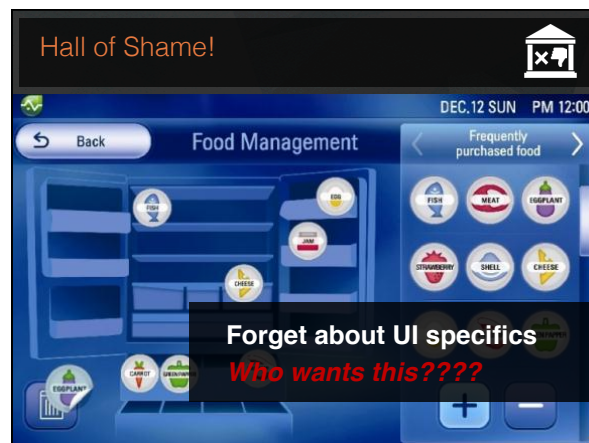 Hall of Shame!
DEC,12 SUN PM 12:00
Back
Food Management
Frequently
purchased food
FISH
EGG
FISH
MEAT
EGGPLANT
JAM
CHEESE
STRAWBERRY
SHELL
CHEESE
Forget about UI specifics
Who wants this????
EGGPLANT
CARROT
GREEN PAPPER